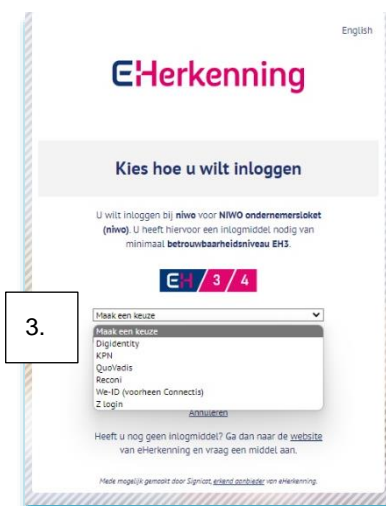 English
EHerkenning
Kies hoe u wilt inloggen
U wilt inloggen bij niwo voor NIWO ondernemersloket
(niwo). U heeft hiervoor een inlogmiddel nodig van
minimaal betrouwbaarheidsniveau EH3.
EH/3/4
3.
Maak een keuze
Maak een keuze
Digidentity
KPN
QuoVadis
Reconi
We-ID (voorheen Connectis)
Z login
Annuleren
Heeft u nog geen inlogmiddel? Ga dan naar de website
van eHerkenning en vraag een middel aan.
Mede mogelijk gemaakt door Signicat, erkend aanbieder van eHerkenning.